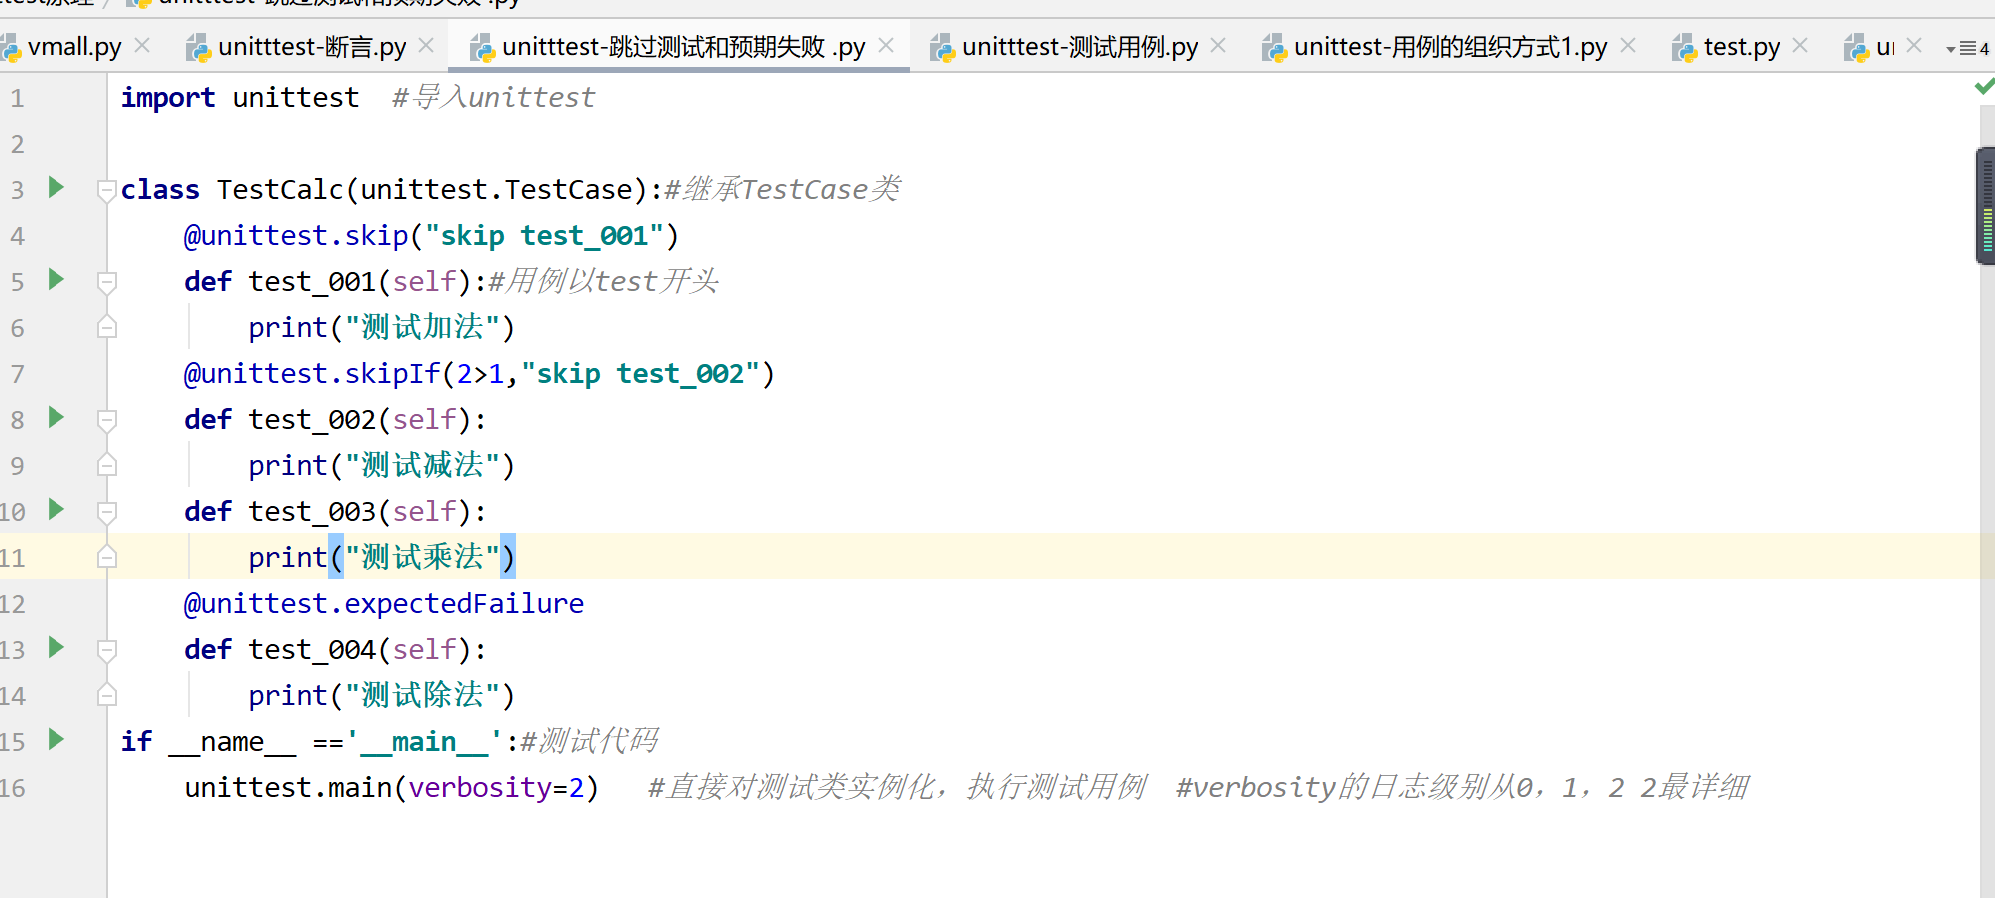 vmall.py unitttest-断言.py unitttest-跳过测试和预期失败 .py unitttest-测试用例.py unittest-用例的组织方式1.py test.py 4
1 import unittest #导入unittest
2
3 class TestCalc(unittest.TestCase):#继承TestCase类
4 @unittest.skip("skip test_001")
5 def test_001(self):#用例以test开头
6 print("测试加法")
7 @unittest.skipIf(2>1,"skip test_002")
8 def test_002(self):
9 print("测试减法")
10 def test_003(self):
11 print("测试乘法")
12 @unittest.expectedFailure
13 def test_004(self):
14 print("测试除法")
15 if __name__ =='__main__':#测试代码
16 unittest.main(verbosity=2) #直接对测试类实例化，执行测试用例 #verbosity的日志级别从0，1，2 2最详细